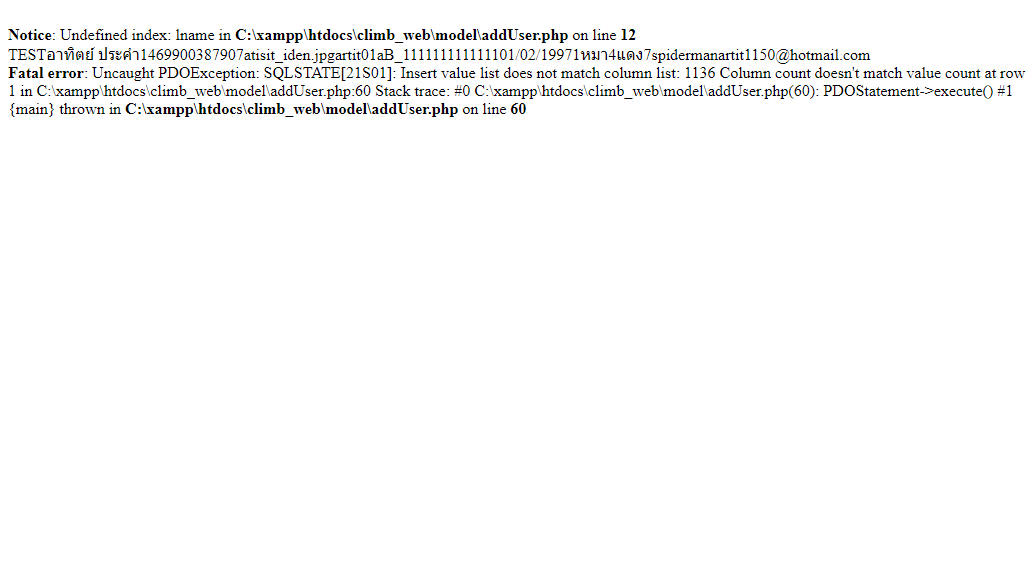 Notice: Undefined index: lname in C:\xampp\htdocs\climb_web\model\addUser.php on line 12
TESTอาทิตย์ ประคำ1469900387907atisit_iden.jpgartit01aB_111111111111101/02/19971หมา4แดง7spidermanartit1150@hotmail.com
Fatal error: Uncaught PDOException: SQLSTATE[21S01]: Insert value list does not match column list: 1136 Column count doesn't match value count at row
1 in C:\xampp\htdocs\climb_web\model\addUser.php:60 Stack trace: #0 C:\xampp\htdocs\climb_web\model\addUser.php(60): PDOStatement->execute() #1
{main} thrown in C:\xampp\htdocs\climb_web\model\addUser.php on line 60